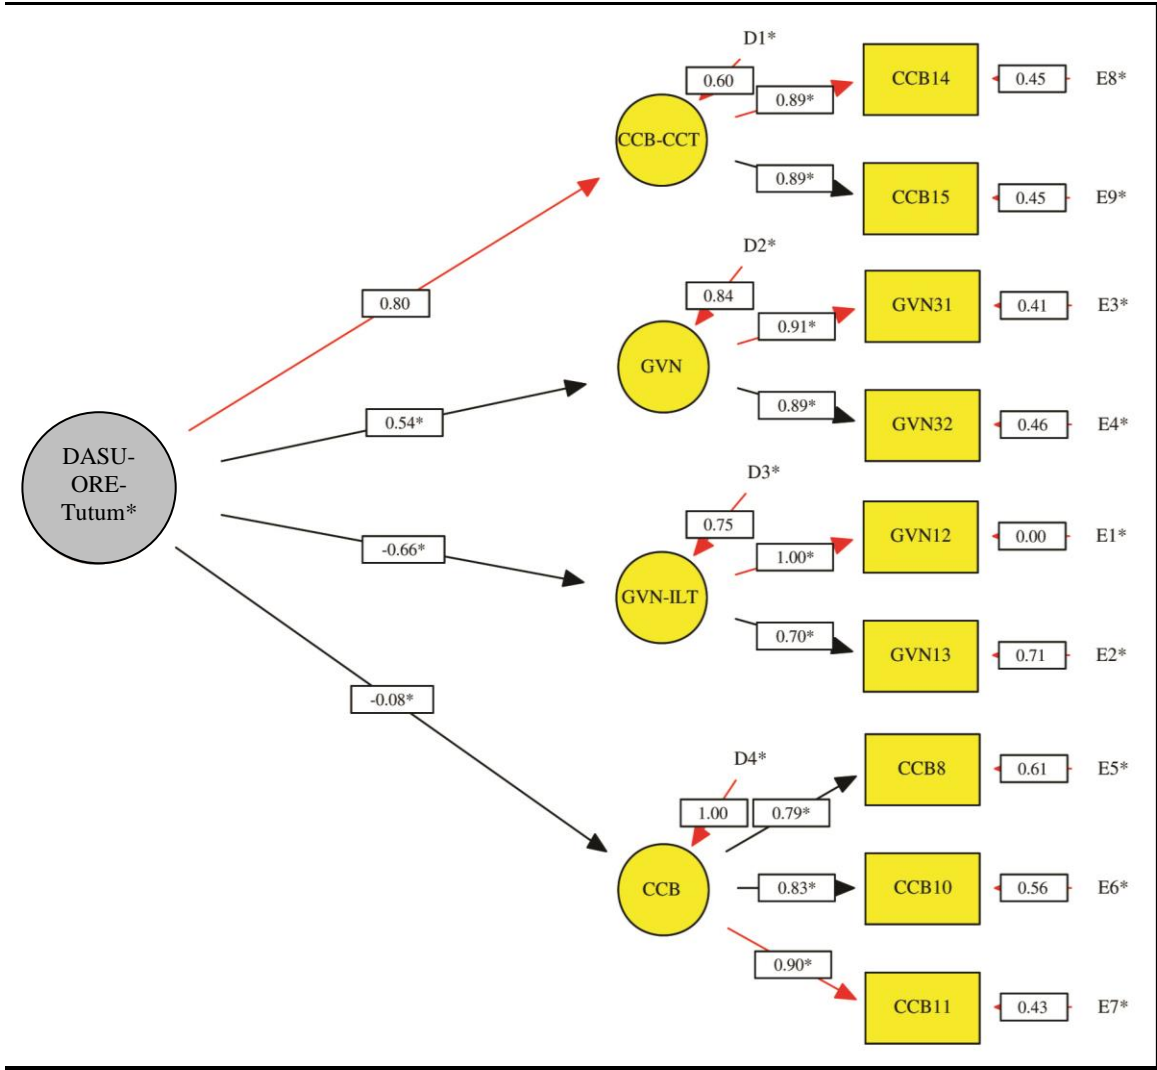 D1*
0.60
0.89*
CCB14
0.45
E8*
CCB-CCT
0.89*
CCB15
0.45
E9*
0.80
D2*
0.84
0.91*
GVN31
0.41
E3*
GVN
0.54*
0.89*
GVN32
0.46
E4*
DASU-
ORE-
Tutum*
D3*
0.75
-0.66*
1.00*
GVN12
0.00
E1*
GVN-ILT
0.70*
GVN13
0.71
E2*
-0.08*
D4*
1.00
0.79*
CCB8
0.61
E5*
CCB
0.83*
CCB10
0.56
E6*
0.90*
CCB11
0.43
E7*